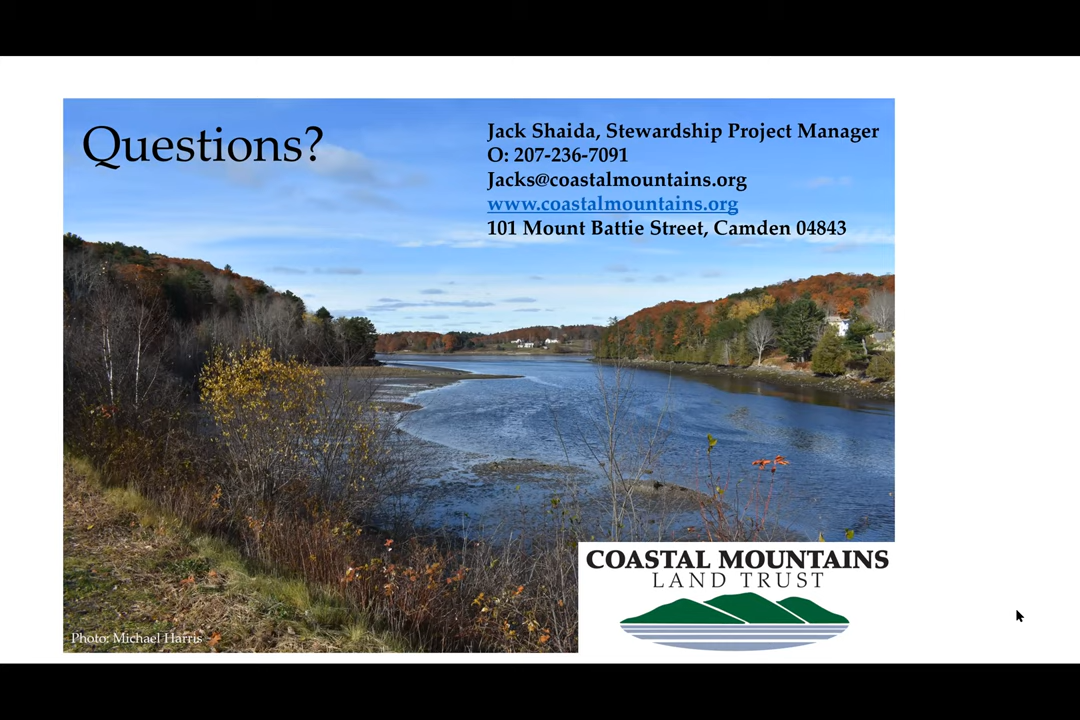 Questions?
Jack Shaida, Stewardship Project Manager
O: 207-236-7091
Jacks@coastalmountains.org
www.coastalmountains.org
101 Mount Battie Street, Camden 04843
COASTAL MOUNTAINS
LAND TRUST
Photo: Michael Harris